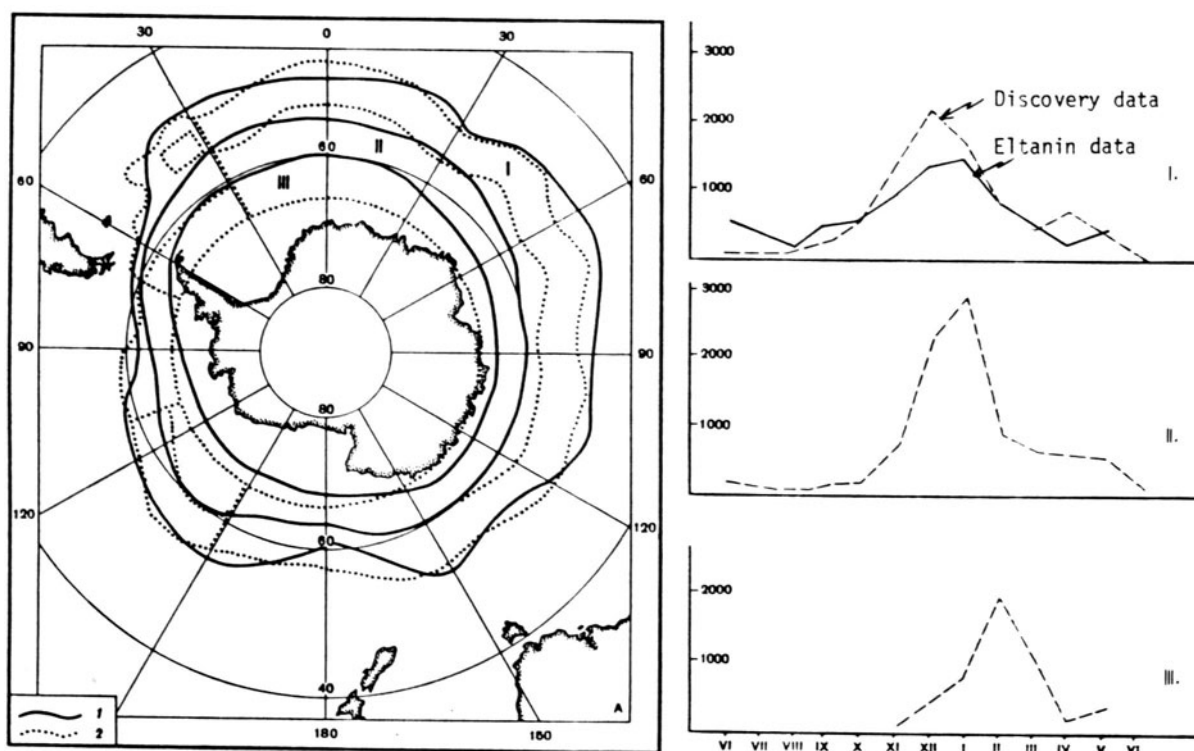 30 0 30
60 60
90 90
120 120
180 160
60
80
80
60
40
I
II
III
A
1
2
3000
2000
1000
Discovery data
Eltanin data
I.
3000
2000
1000
II.
2000
1000
III.
VI VII VIII IX X XI XII I II III IV V VI